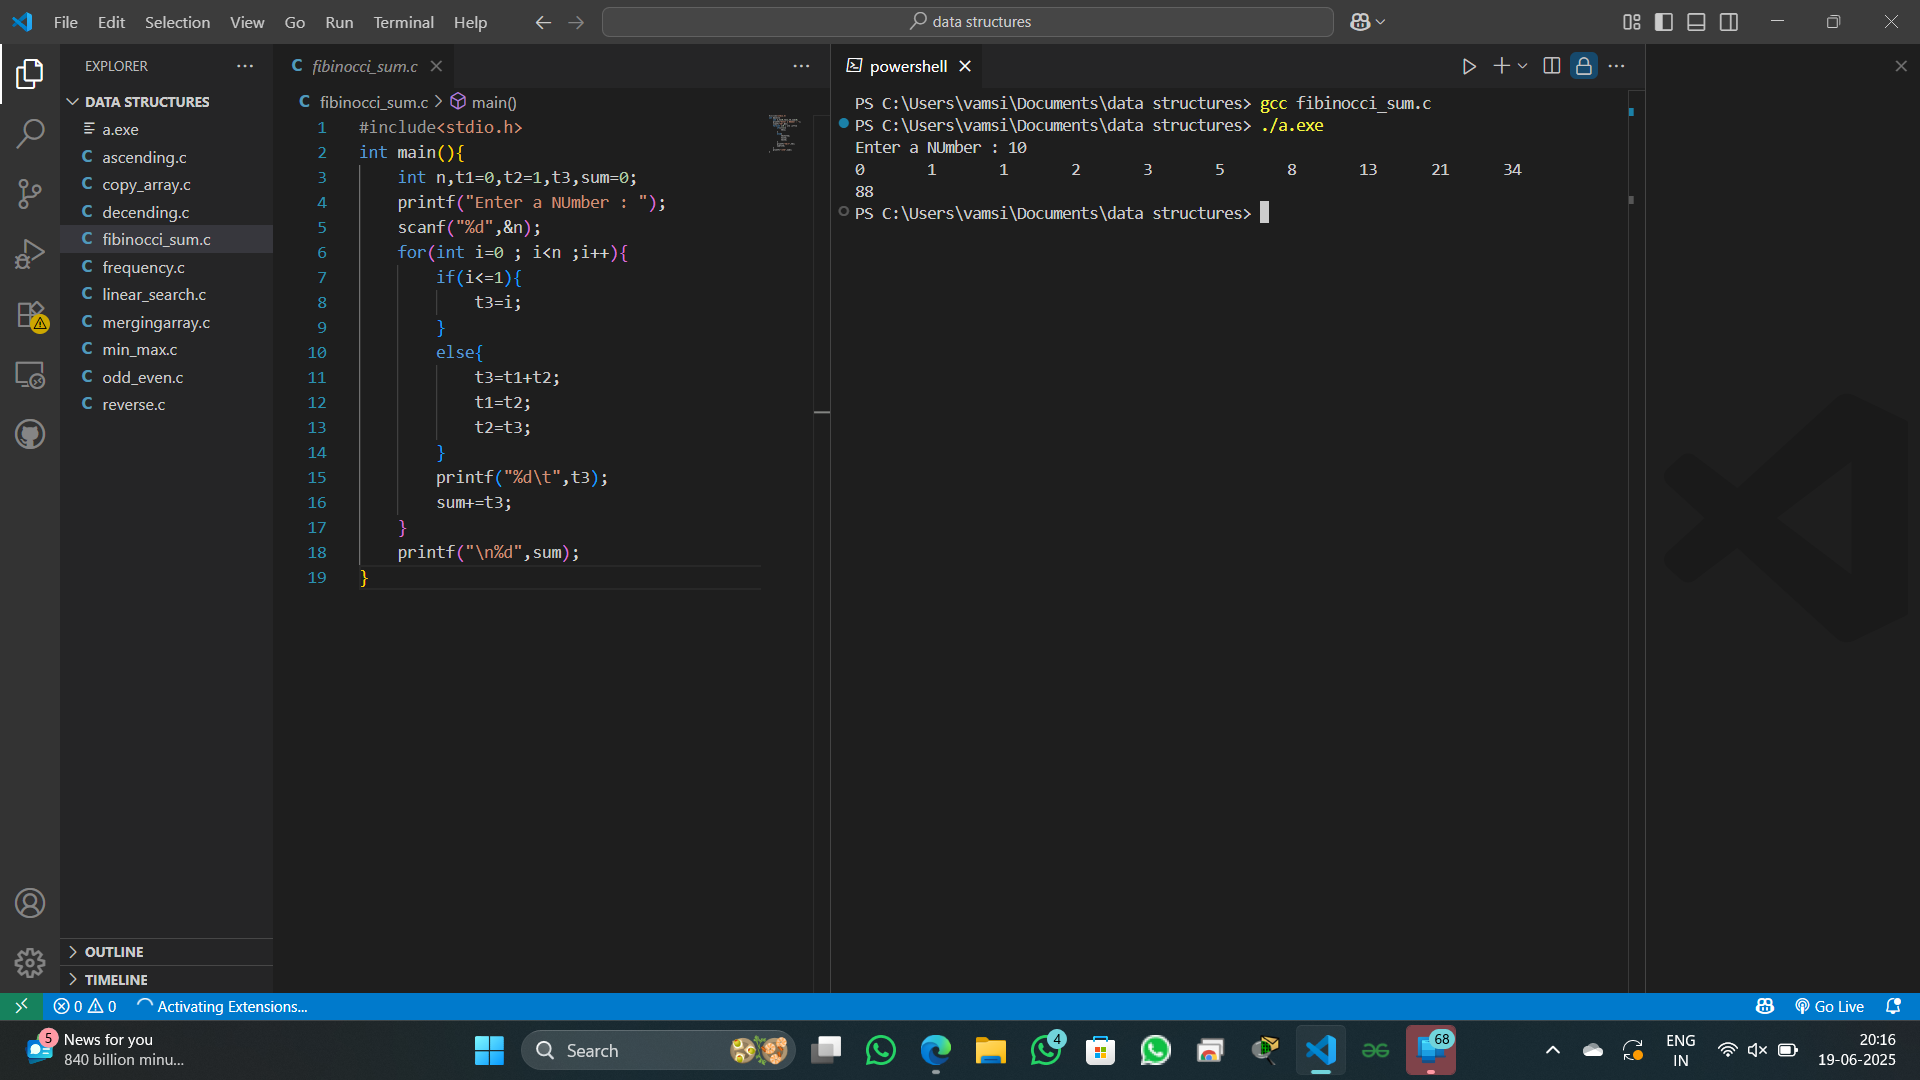 File Edit Selection View Go Run Terminal Help
data structures
EXPLORER
DATA STRUCTURES
a.exe
C ascending.c
C copy_array.c
C decending.c
C fibinocci_sum.c
C frequency.c
C linear_search.c
C mergingarray.c
C min_max.c
C odd_even.c
C reverse.c
OUTLINE
TIMELINE
C fibinocci_sum.c
C fibinocci_sum.c > main()
1 #include<stdio.h>
2 int main(){
3 int n,t1=0,t2=1,t3,sum=0;
4 printf("Enter a NUmber : ");
5 scanf("%d",&n);
6 for(int i=0 ; i<n ;i++){
7 if(i<=1){
8 t3=i;
9 }
10 else{
11 t3=t1+t2;
12 t1=t2;
13 t2=t3;
14 }
15 printf("%d\t",t3);
16 sum+=t3;
17 }
18 printf("\n%d",sum);
19 }
powershell
PS C:\Users\vamsi\Documents\data structures> gcc fibinocci_sum.c
PS C:\Users\vamsi\Documents\data structures> ./a.exe
Enter a NUmber : 10
0 1 1 2 3 5 8 13 21 34
88
PS C:\Users\vamsi\Documents\data structures>
0 0 Activating Extensions...
Go Live
5
News for you
840 billion minu...
Search
4
68
ENG
IN
20:16
19-06-2025